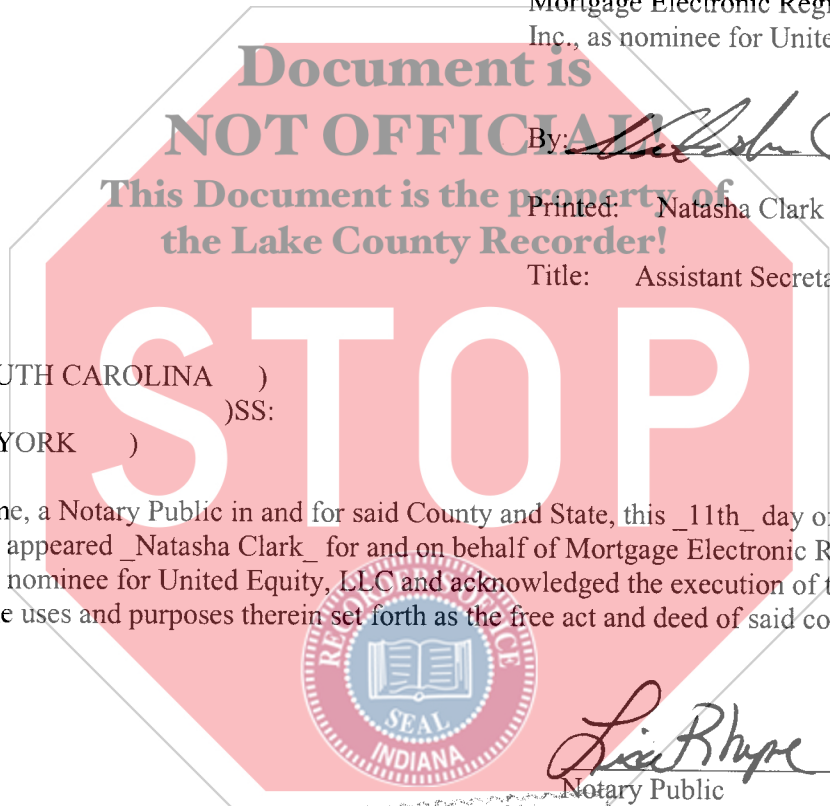 Mortgage Electronic Regi
Inc., as nominee for Unite
Document is
NOT OFFICIAL!
By:
This Document is the property of
Printed: Natasha Clark
the Lake County Recorder!
Title: Assistant Secreta
STOP
UTH CAROLINA )
)SS:
YORK )
ne, a Notary Public in and for said County and State, this _11th_ day of
appeared _Natasha Clark_ for and on behalf of Mortgage Electronic R
nominee for United Equity, LLC and acknowledged the execution of t
e uses and purposes therein set forth as the free act and deed of said co
SEAL
INDIANA
Notary Public